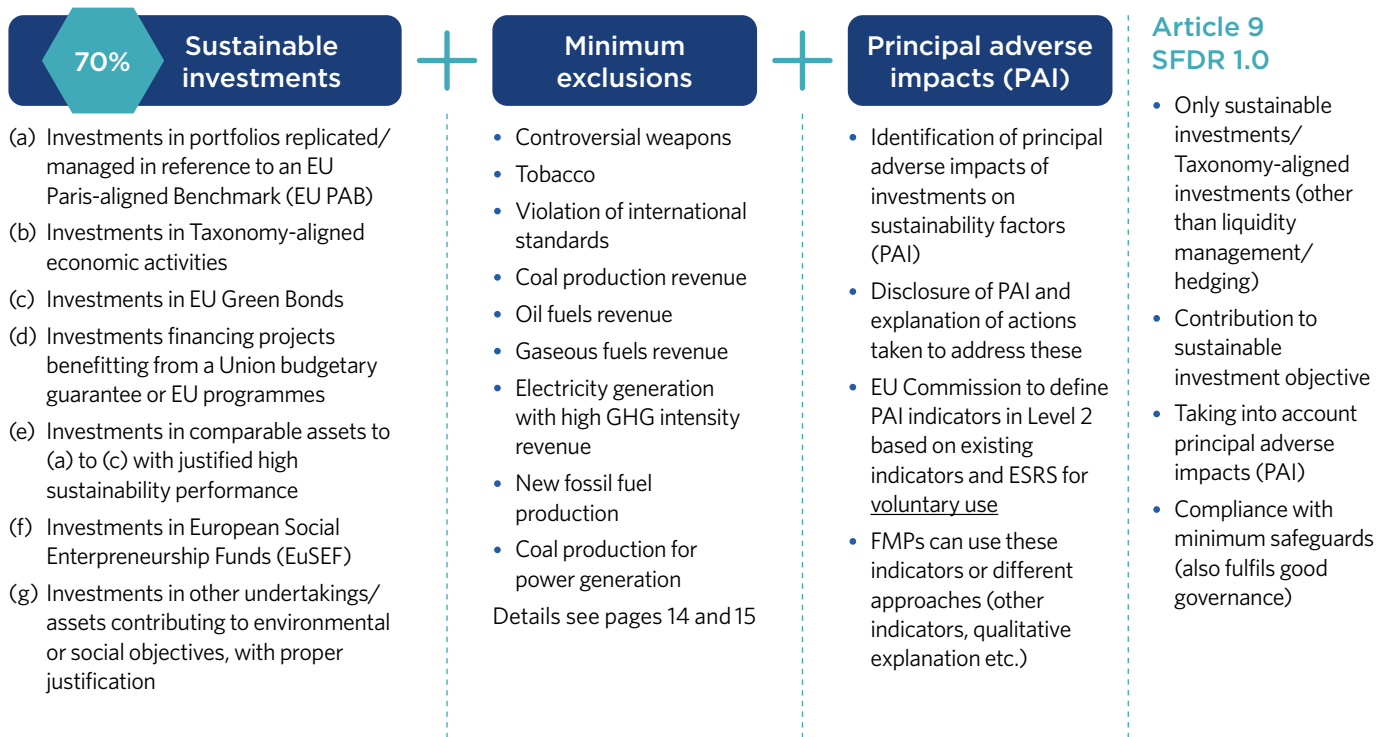 70%
Sustainable
investments
(a) Investments in portfolios replicated/
managed in reference to an EU
Paris-aligned Benchmark (EU PAB)
(b) Investments in Taxonomy-aligned
economic activities
(c) Investments in EU Green Bonds
(d) Investments financing projects
benefitting from a Union budgetary
guarantee or EU programmes
(e) Investments in comparable assets to
(a) to (c) with justified high
sustainability performance
(f) Investments in European Social
Enterpreneurship Funds (EuSEF)
(g) Investments in other undertakings/
assets contributing to environmental
or social objectives, with proper
justification
+
Minimum
exclusions
• Controversial weapons
• Tobacco
• Violation of international
standards
• Coal production revenue
• Oil fuels revenue
• Gaseous fuels revenue
• Electricity generation
with high GHG intensity
revenue
• New fossil fuel
production
• Coal production for
power generation
Details see pages 14 and 15
+
Principal adverse
impacts (PAI)
• Identification of principal
adverse impacts of
investments on
sustainability factors
(PAI)
• Disclosure of PAI and
explanation of actions
taken to address these
• EU Commission to define
PAI indicators in Level 2
based on existing
indicators and ESRS for
voluntary use
• FMPs can use these
indicators or different
approaches (other
indicators, qualitative
explanation etc.)
Article 9
SFDR 1.0
• Only sustainable
investments/
Taxonomy-aligned
investments (other
than liquidity
management/
hedging)
• Contribution to
sustainable
investment objective
• Taking into account
principal adverse
impacts (PAI)
• Compliance with
minimum safeguards
(also fulfils good
governance)